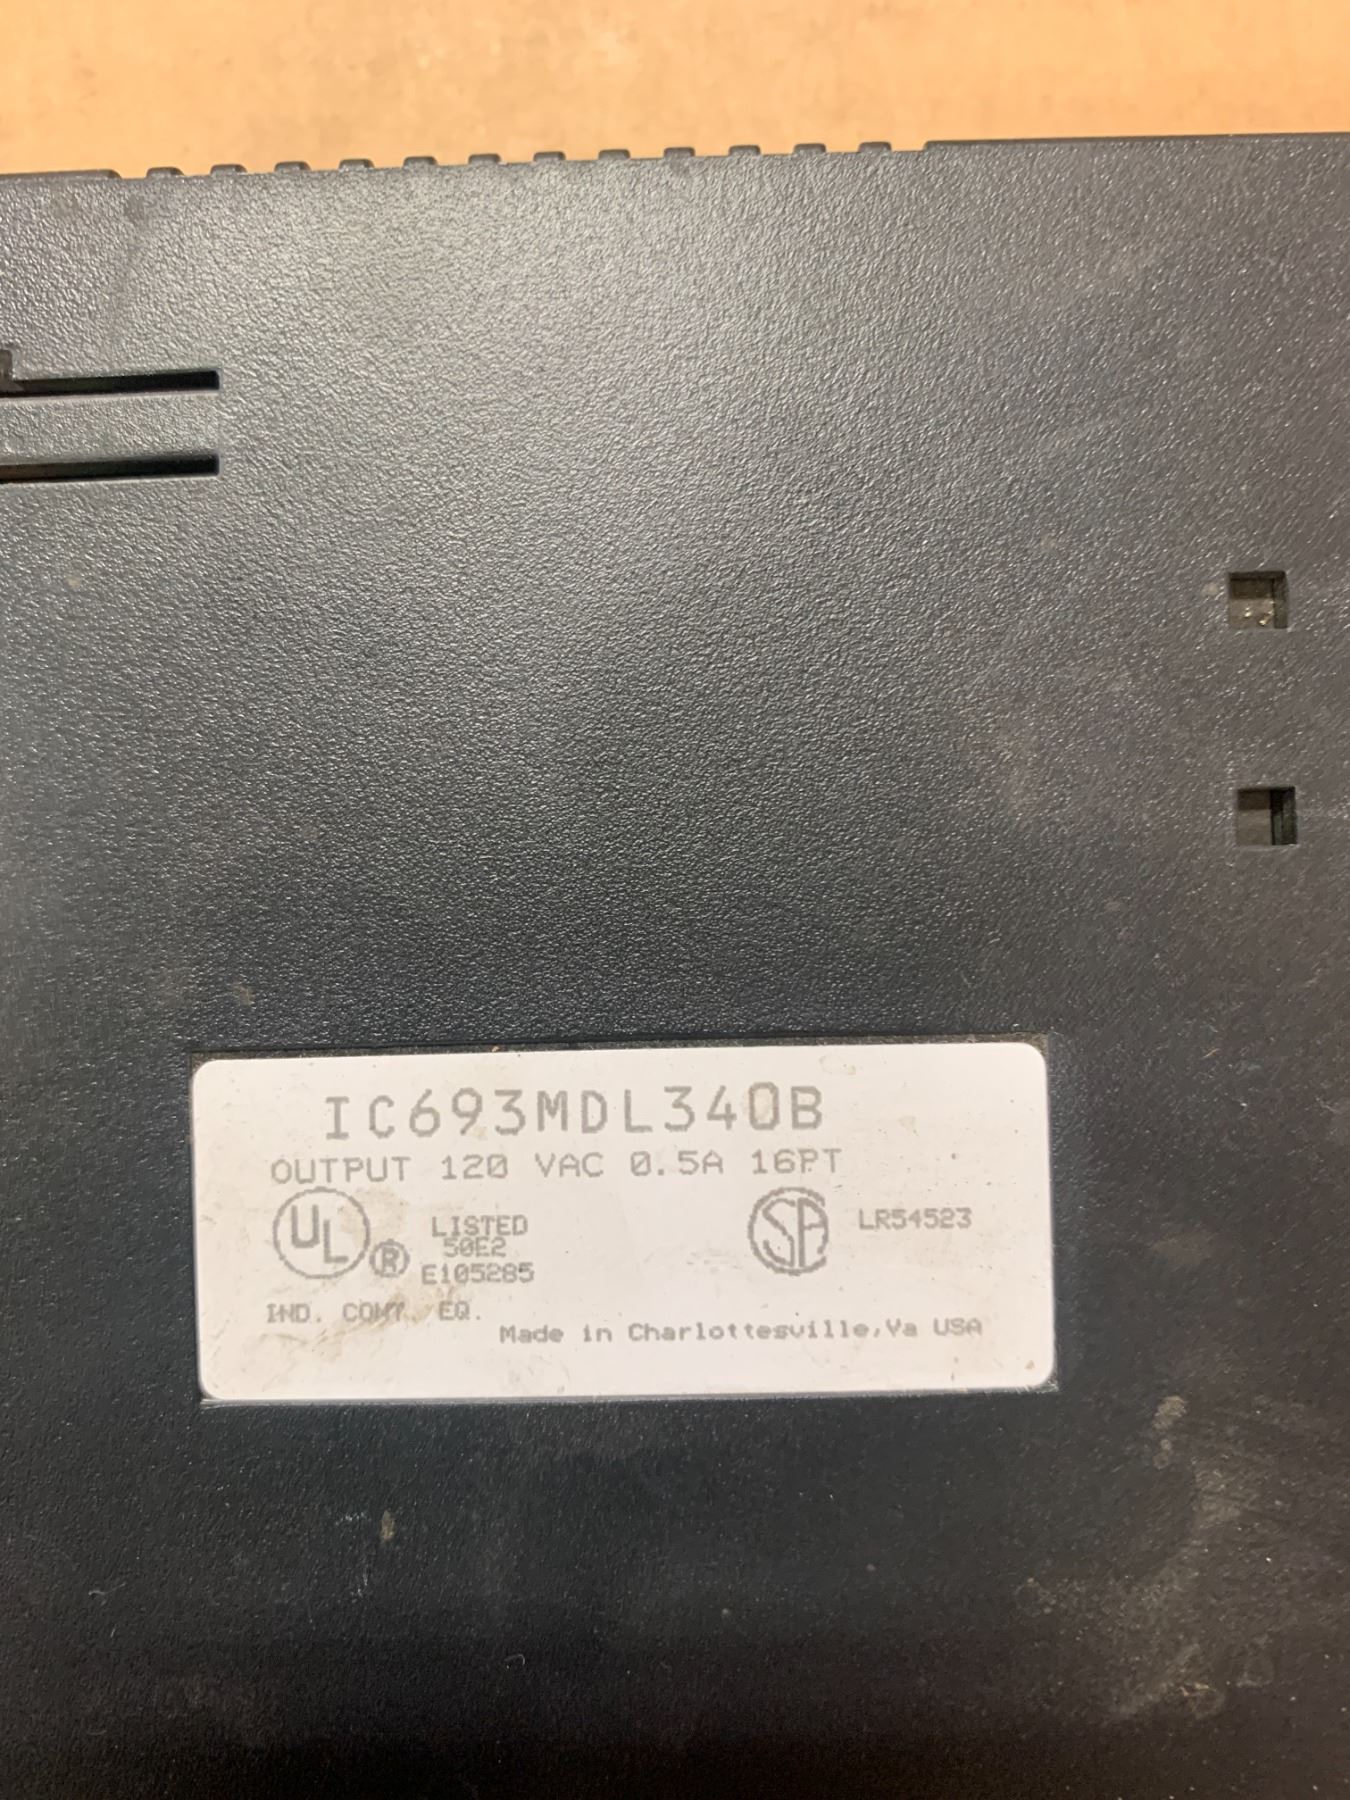 IC693MDL340B
OUTPUT 120 VAC 0.5A 16PT
UL ® LISTED
50E2
E105285
SA LR54523
IND. CONT. EQ.
Made in Charlottesville,Va USA